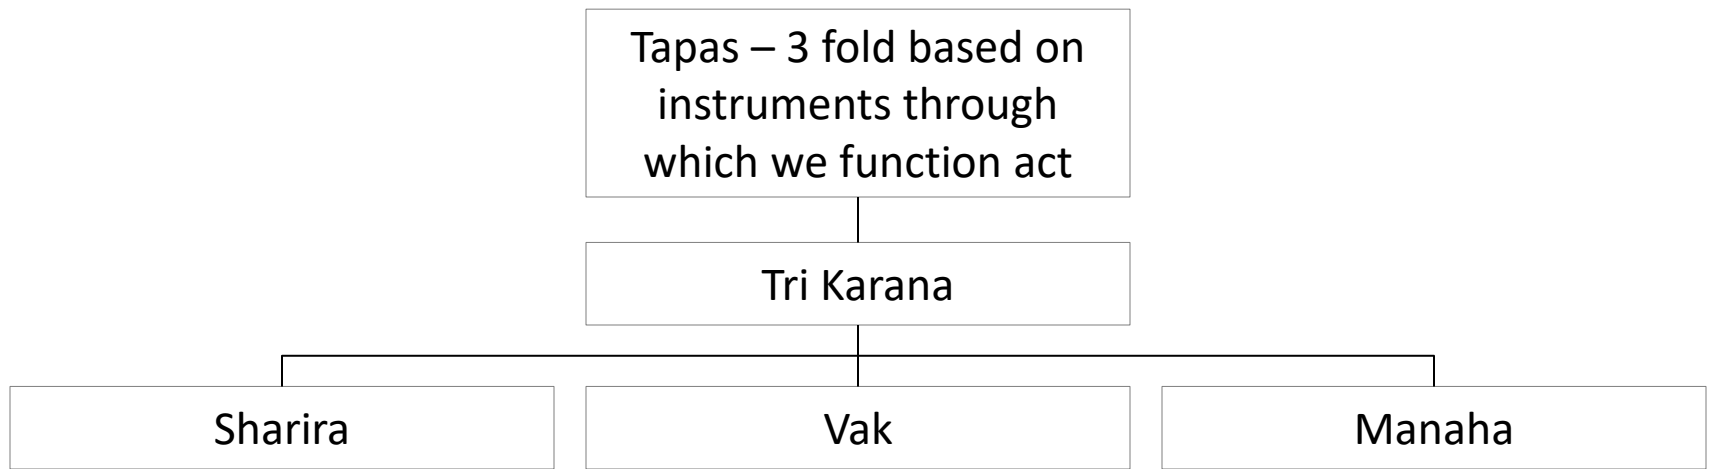 Tapas – 3 fold based on
instruments through
which we function act
Tri Karana
Sharira
Vak
Manaha